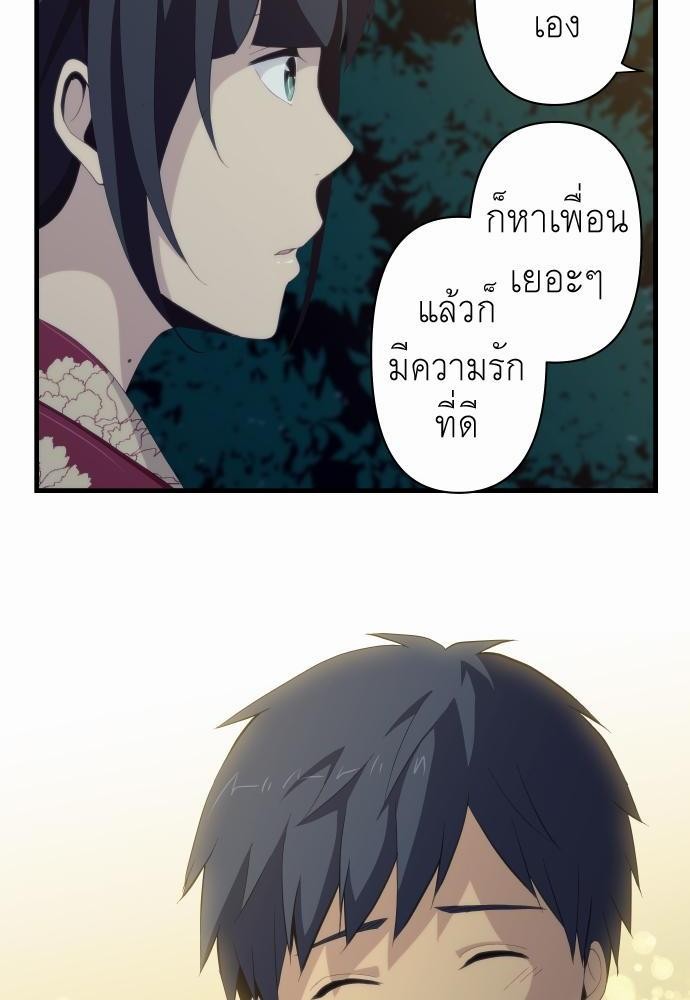 เอง
ก็หาเพื่อน
เยอะๆ
แล้วก็
มีความรัก
ที่ดี